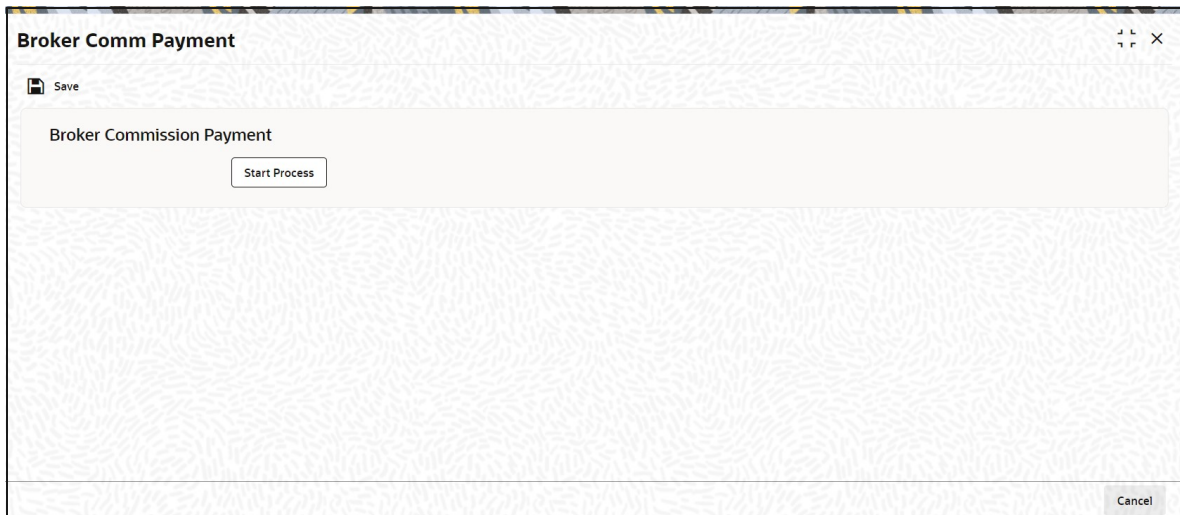 Broker Comm Payment
Save
Broker Commission Payment
Start Process
Cancel